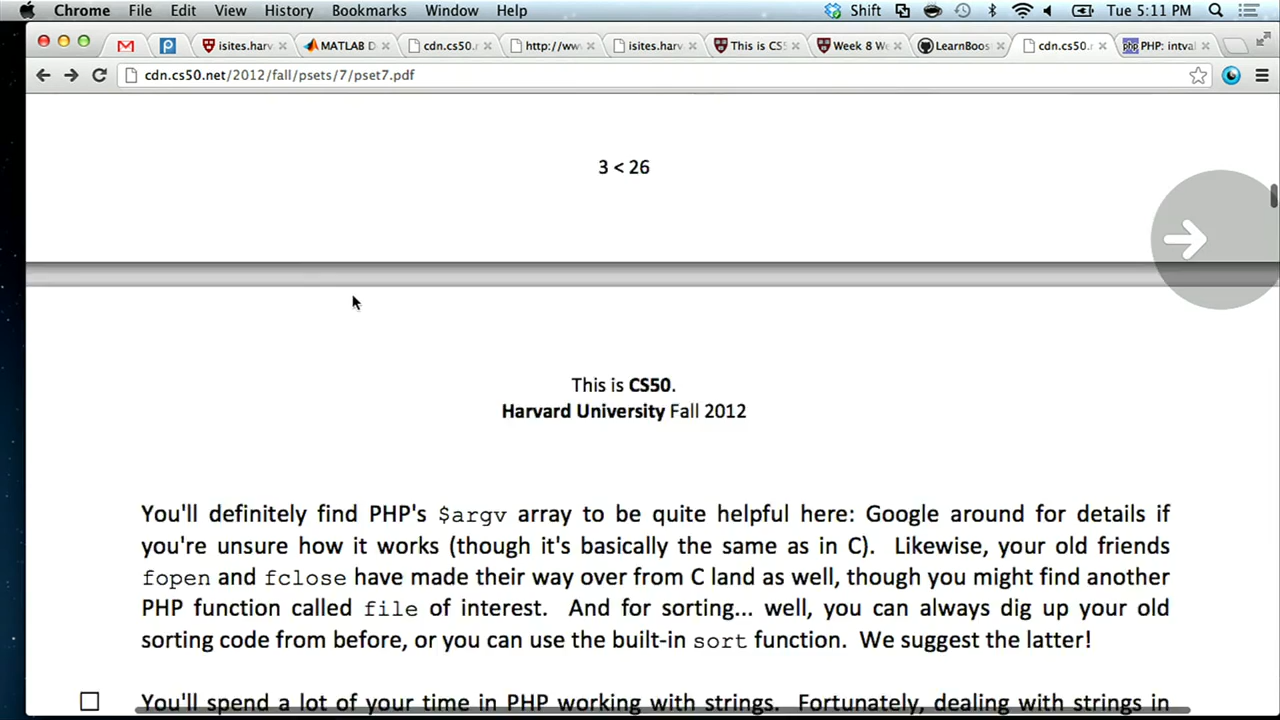 Chrome File Edit View History Bookmarks Window Help Shift Tue 5:11 PM
isites.harv MATLAB D cdn.cs50. http://ww isites.harv This is CS5 Week 8 W LearnBoos cdn.cs50. php PHP: intval
cdn.cs50.net/2012/fall/psets/7/pset7.pdf
3 < 26
This is CS50.
Harvard University Fall 2012
You'll definitely find PHP's $argv array to be quite helpful here: Google around for details if
you're unsure how it works (though it's basically the same as in C). Likewise, your old friends
fopen and fclose have made their way over from C land as well, though you might find another
PHP function called file of interest. And for sorting... well, you can always dig up your old
sorting code from before, or you can use the built-in sort function. We suggest the latter!
You'll spend a lot of your time in PHP working with strings. Fortunately, dealing with strings in